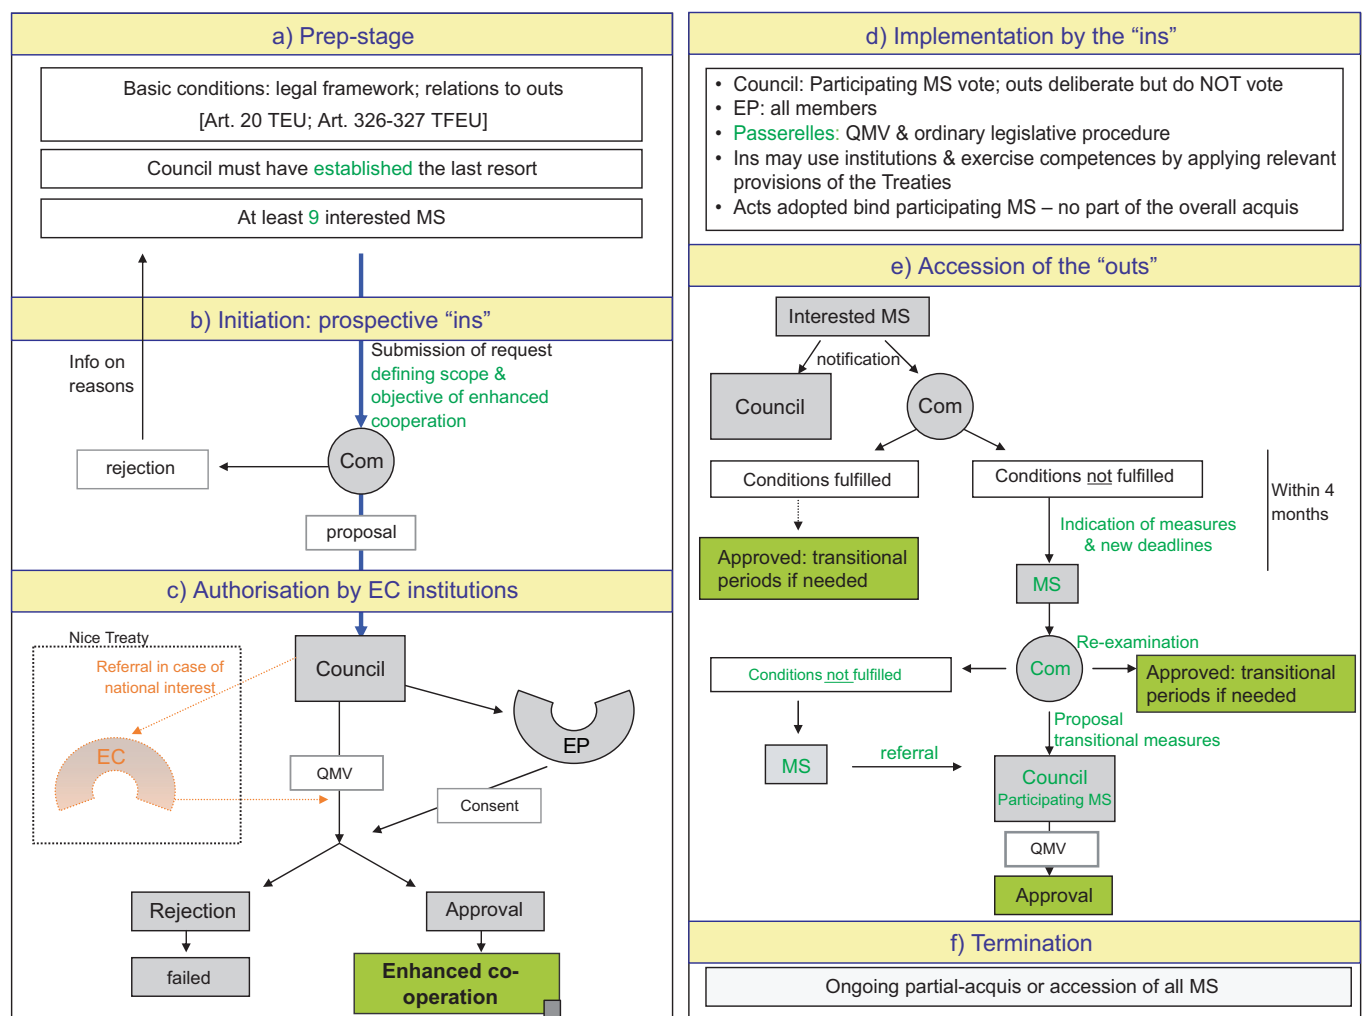 a) Prep-stage
Basic conditions: legal framework; relations to outs
[Art. 20 TEU; Art. 326-327 TFEU]
Council must have established the last resort
At least 9 interested MS
b) Initiation: prospective “ins”
Info on
reasons
Submission of request
defining scope &
objective of enhanced
cooperation
rejection
Com
proposal
c) Authorisation by EC institutions
Nice Treaty
Referral in case of
national interest
EC
Council
EP
QMV
Consent
Rejection
Approval
failed
Enhanced co-
operation
d) Implementation by the “ins”
• Council: Participating MS vote; outs deliberate but do NOT vote
• EP: all members
• Passerelles: QMV & ordinary legislative procedure
• Ins may use institutions & exercise competences by applying relevant
provisions of the Treaties
• Acts adopted bind participating MS – no part of the overall acquis
e) Accession of the “outs”
Interested MS
notification
Council
Com
Conditions fulfilled
Conditions not fulfilled
Within 4
months
Approved: transitional
periods if needed
Indication of measures
& new deadlines
MS
Re-examination
Conditions not fulfilled
Com
Approved: transitional
periods if needed
Proposal
transitional measures
MS
referral
Council
Participating MS
QMV
Approval
f) Termination
Ongoing partial-acquis or accession of all MS